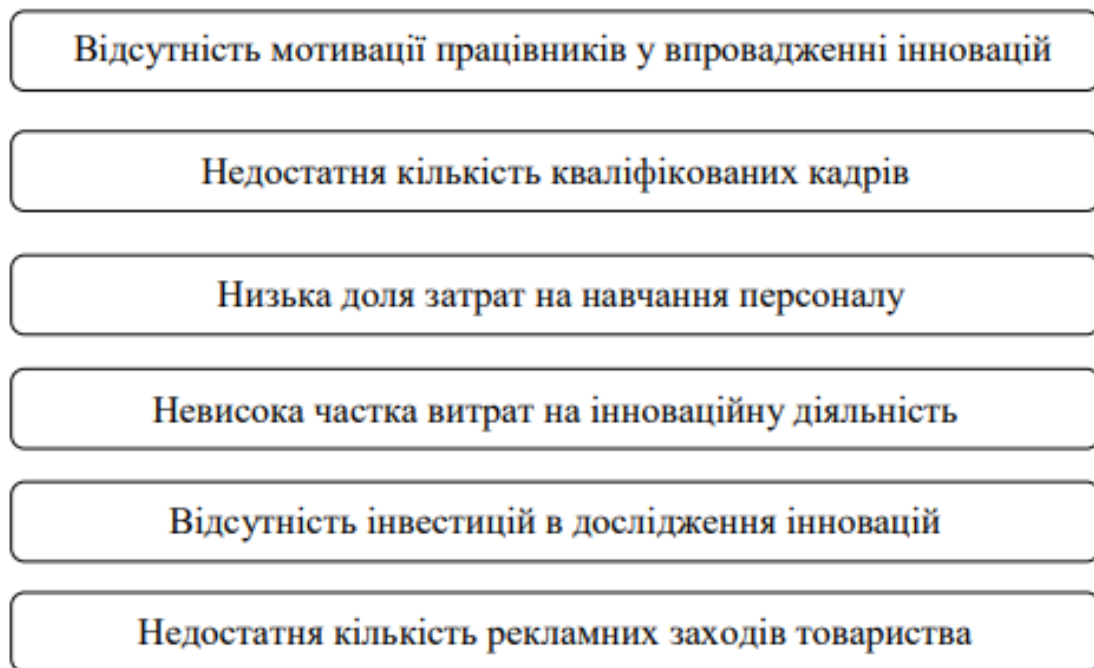 Відсутність мотивації працівників у впровадженні інновацій
Недостатня кількість кваліфікованих кадрів
Низька доля затрат на навчання персоналу
Невисока частка витрат на інноваційну діяльність
Відсутність інвестицій в дослідження інновацій
Недостатня кількість рекламних заходів товариства